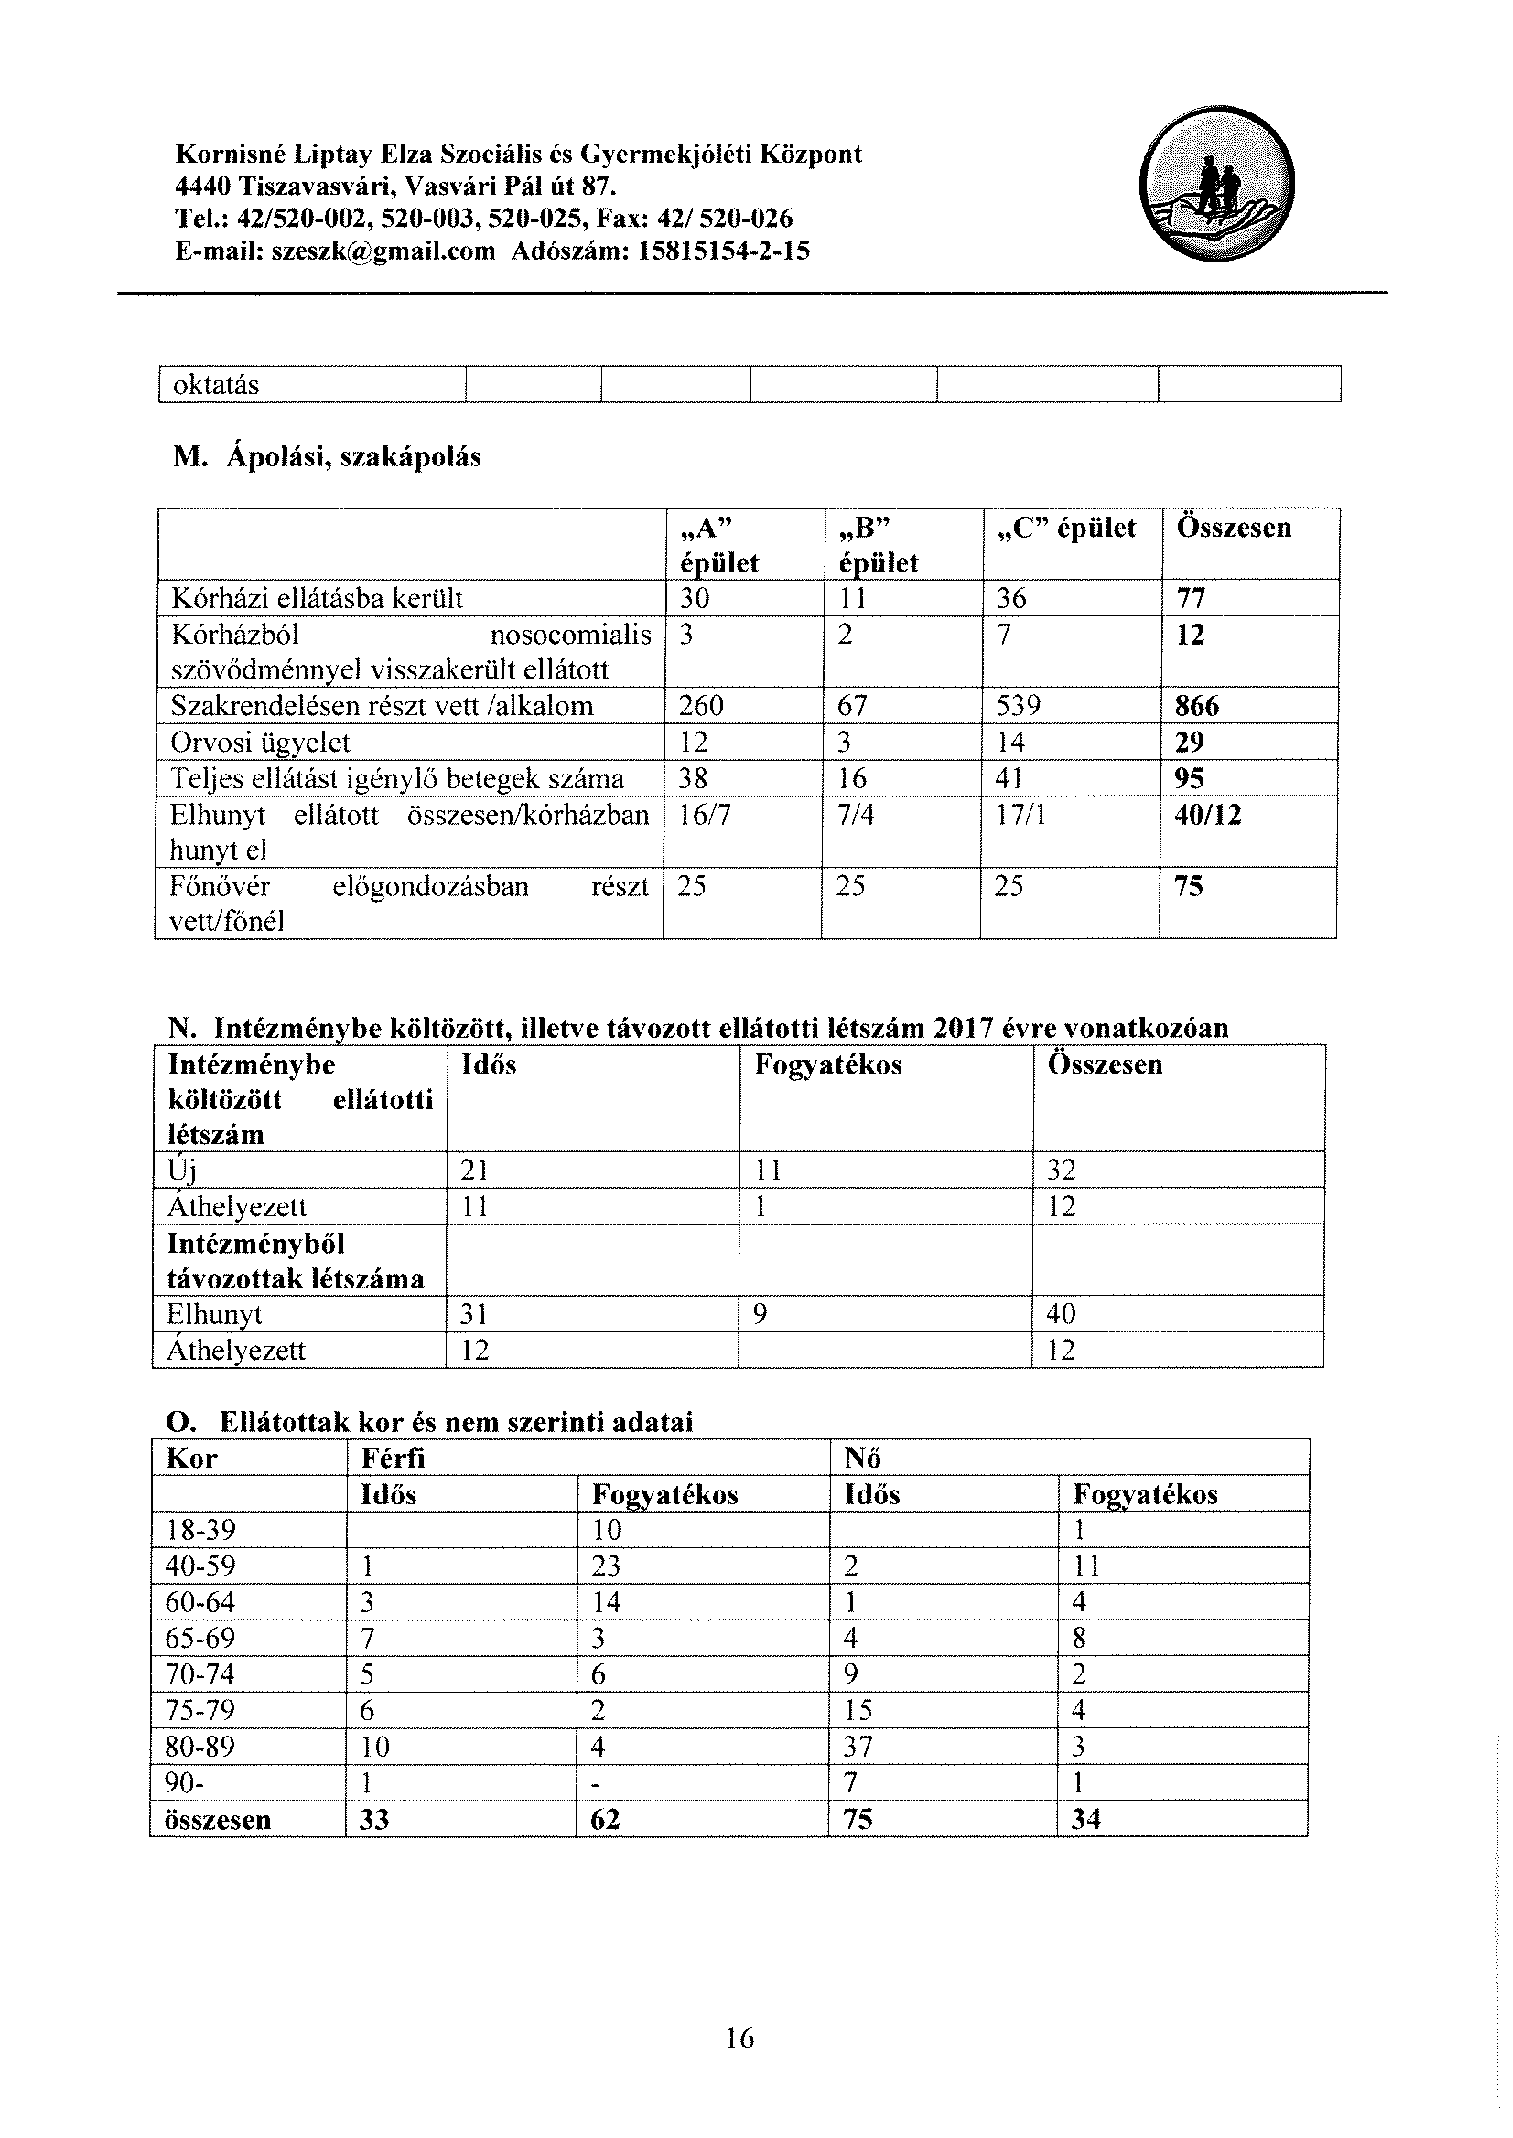 Kornisné Liptay Elza Szociális és Gyermekjóléti Központ
4440 Tiszavasvári, Vasvári Pál út 87.
Tel.: 42/520-002, 520-003, 520-025, Fax: 42/ 520-026
E-mail: szeszk@gmail.com Adószám: 15815154-2-15
oktatás
M. Ápolási, szakápolás
„A” „B” „C” épület Összesen
épület épület
Kórházi ellátásba került 30 11 36 77
Kórházból nosocomialis 3 2 7 12
szövődménnyel visszakerült ellátott
Szakrendelésen részt vett /alkalom 260 67 539 866
Orvosi ügyelet 12 3 14 29
Teljes ellátást igénylő betegek száma 38 16 41 95
Elhunyt ellátott összesen/kórházban 16/7 7/4 17/1 40/12
hunyt el
Főnővér előgondozásban részt 25 25 25 75
vett/főnél
N. Intézménybe költözött, illetve távozott ellátotti létszám 2017 évre vonatkozóan
Intézménybe Idős Fogyatékos Összesen
költözött ellátotti
létszám
Új 21 11 32
Áthelyezett 11 1 12
Intézményből
távozottak létszáma
Elhunyt 31 9 40
Áthelyezett 12 12
O. Ellátottak kor és nem szerinti adatai
Kor Férfi Nő
Idős Fogyatékos Idős Fogyatékos
18-39 10 1
40-59 1 23 2 11
60-64 3 14 1 4
65-69 7 3 4 8
70-74 5 6 9 2
75-79 6 2 15 4
80-89 10 4 37 3
90- 1 - 7 1
összesen 33 62 75 34
16